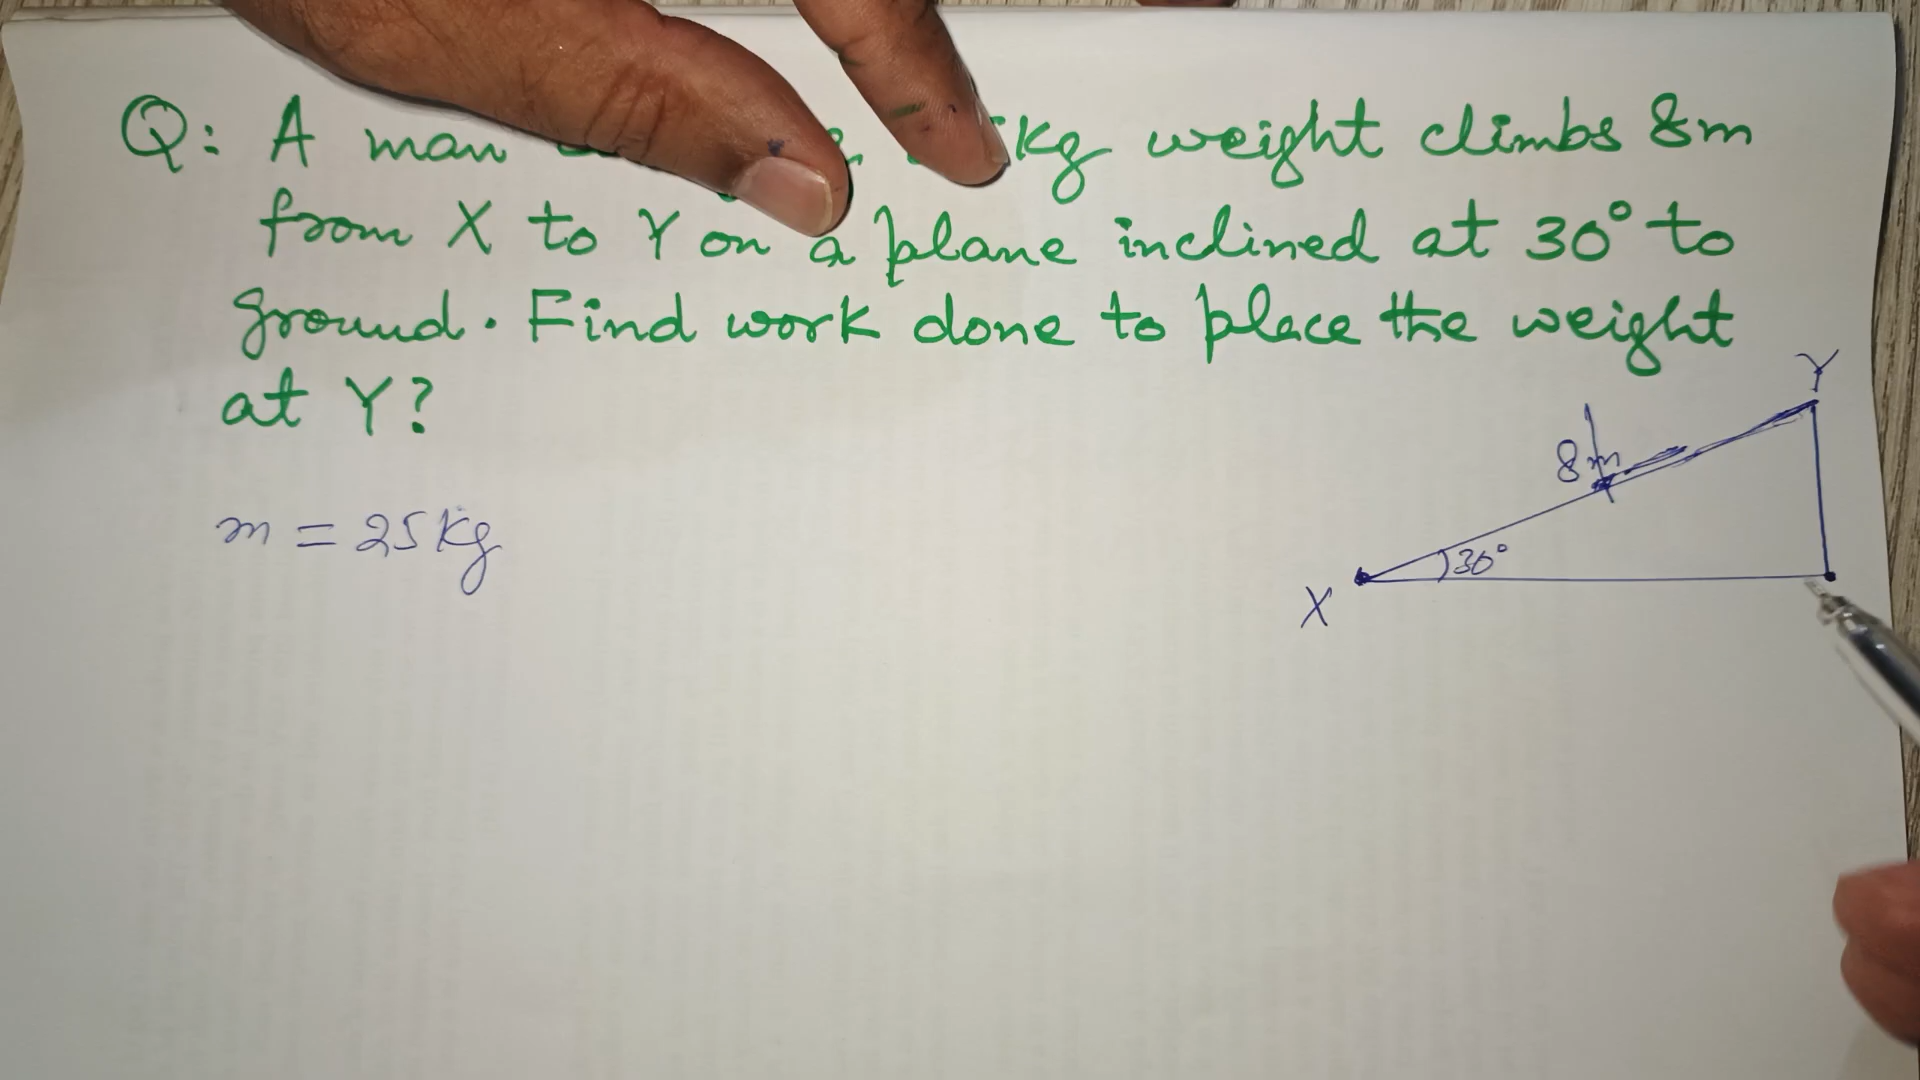 Q: A man kg weight climbs 8m
from X to Y on a plane inclined at 30° to
ground. Find work done to place the weight
at Y?
Y
8m
m = 25 kg
30°
X